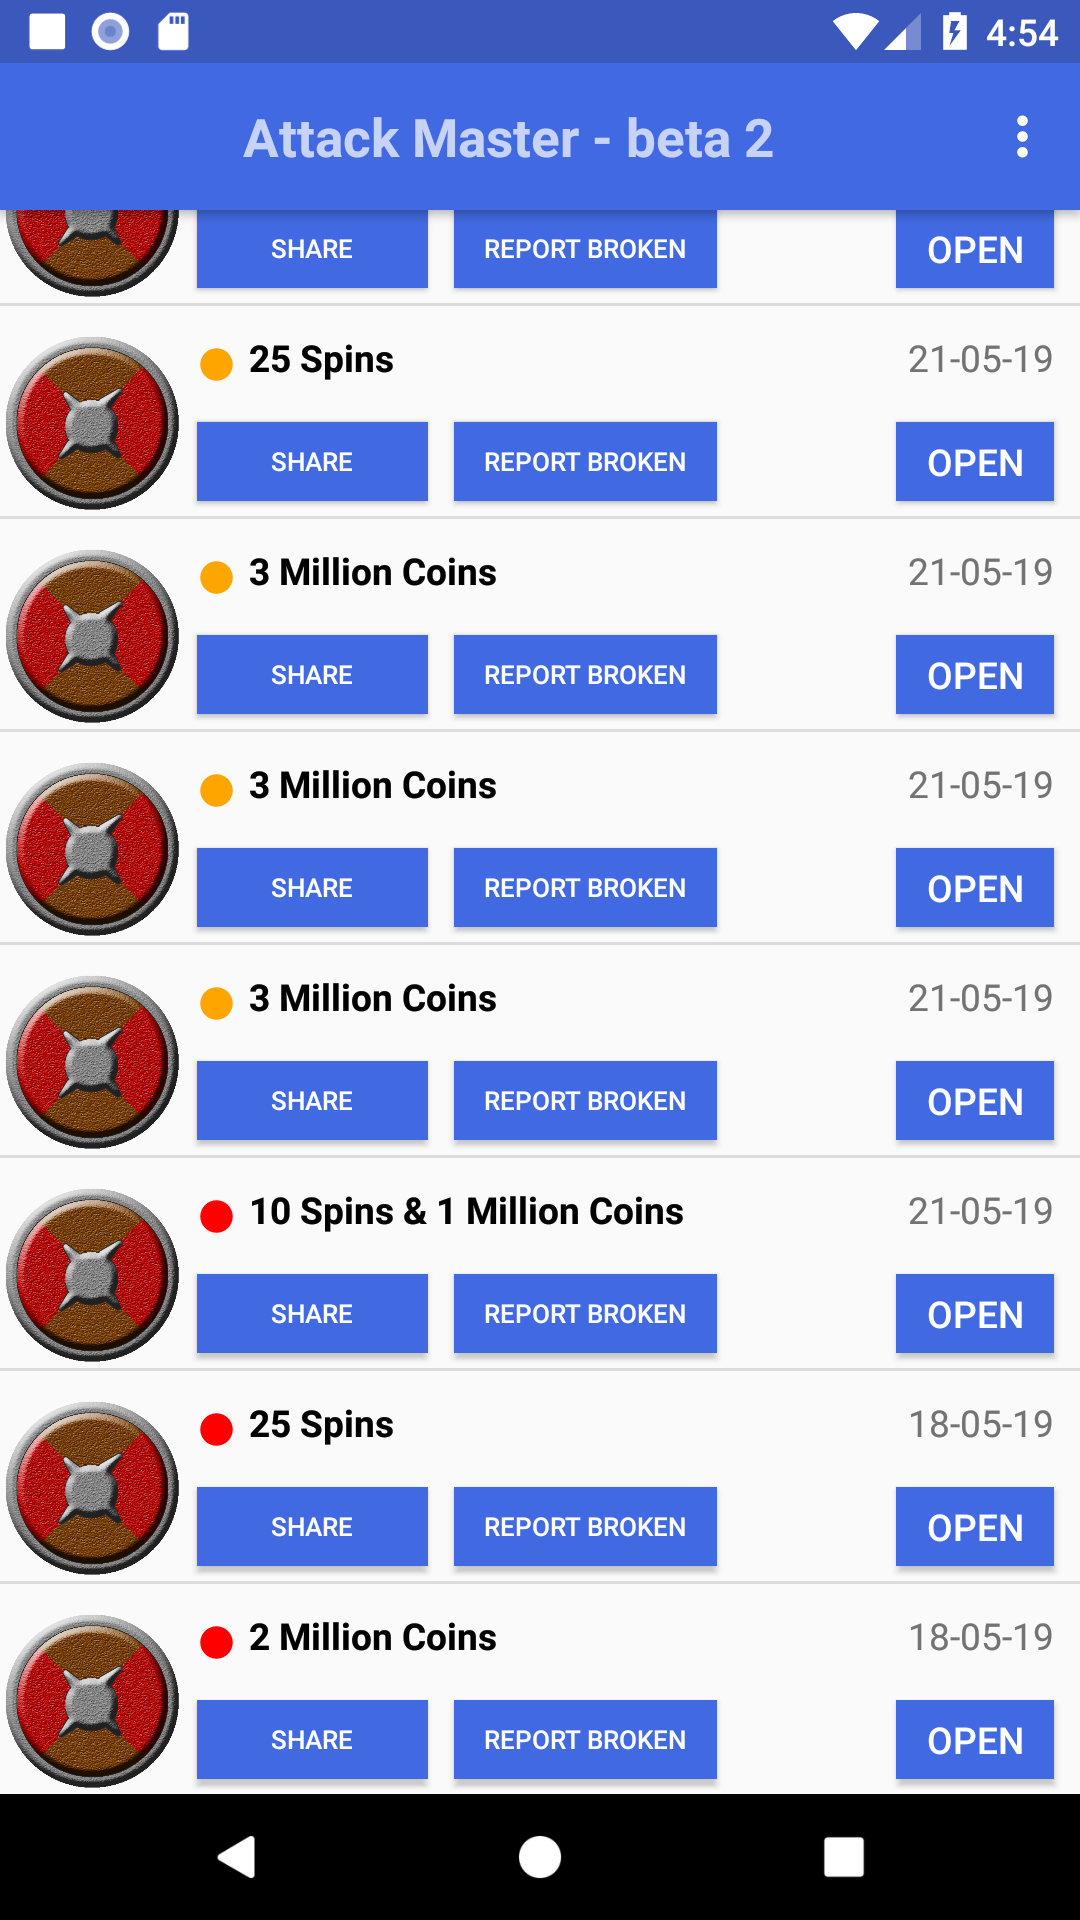 4:54
Attack Master - beta 2
SHARE REPORT BROKEN OPEN
25 Spins 21-05-19
SHARE REPORT BROKEN OPEN
3 Million Coins 21-05-19
SHARE REPORT BROKEN OPEN
3 Million Coins 21-05-19
SHARE REPORT BROKEN OPEN
3 Million Coins 21-05-19
SHARE REPORT BROKEN OPEN
10 Spins & 1 Million Coins 21-05-19
SHARE REPORT BROKEN OPEN
25 Spins 18-05-19
SHARE REPORT BROKEN OPEN
2 Million Coins 18-05-19
SHARE REPORT BROKEN OPEN